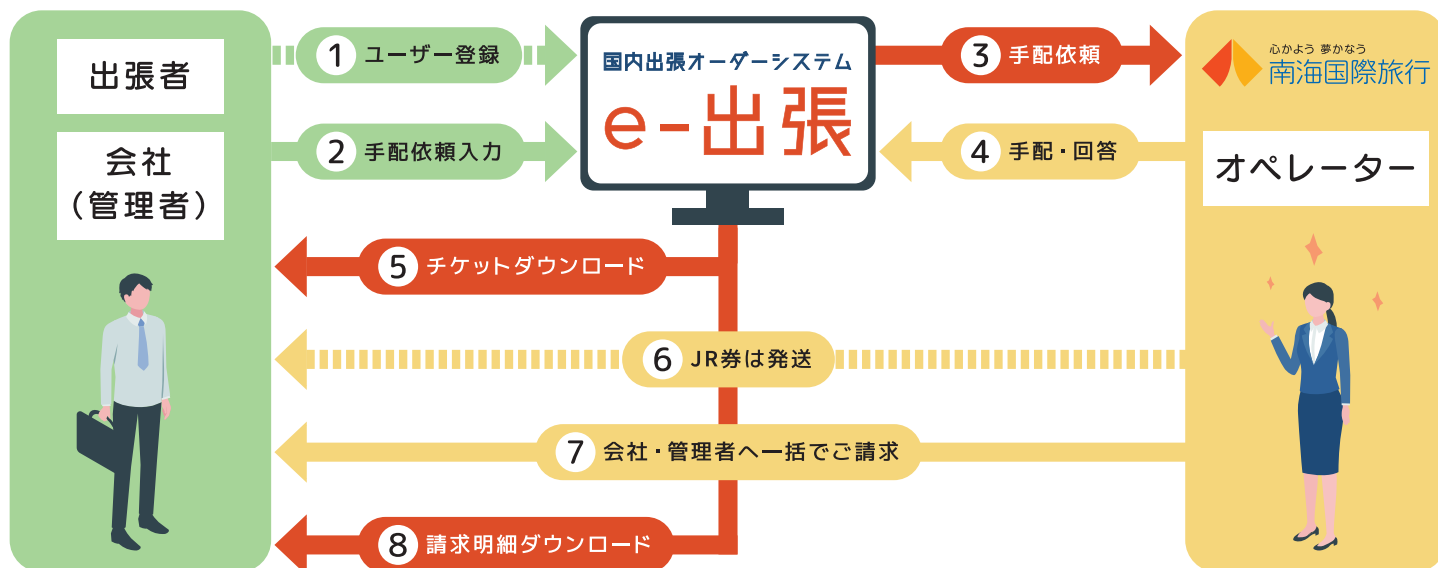 出張者
会社
（管理者）
1 ユーザー登録
2 手配依頼入力
国内出張オーダーシステム
e-出張
3 手配依頼
4 手配・回答
心かよう 夢かなう
南海国際旅行
オペレーター
5 チケットダウンロード
6 JR券は発送
7 会社・管理者へ一括でご請求
8 請求明細ダウンロード